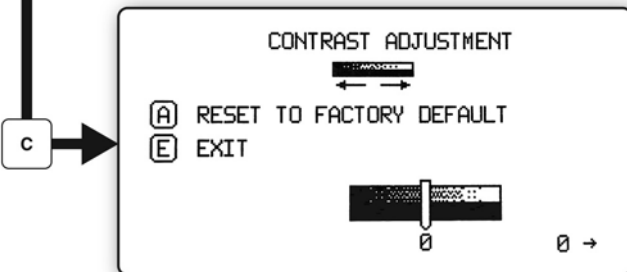 CONTRAST ADJUSTMENT
A RESET TO FACTORY DEFAULT
C
E EXIT
0
0 →